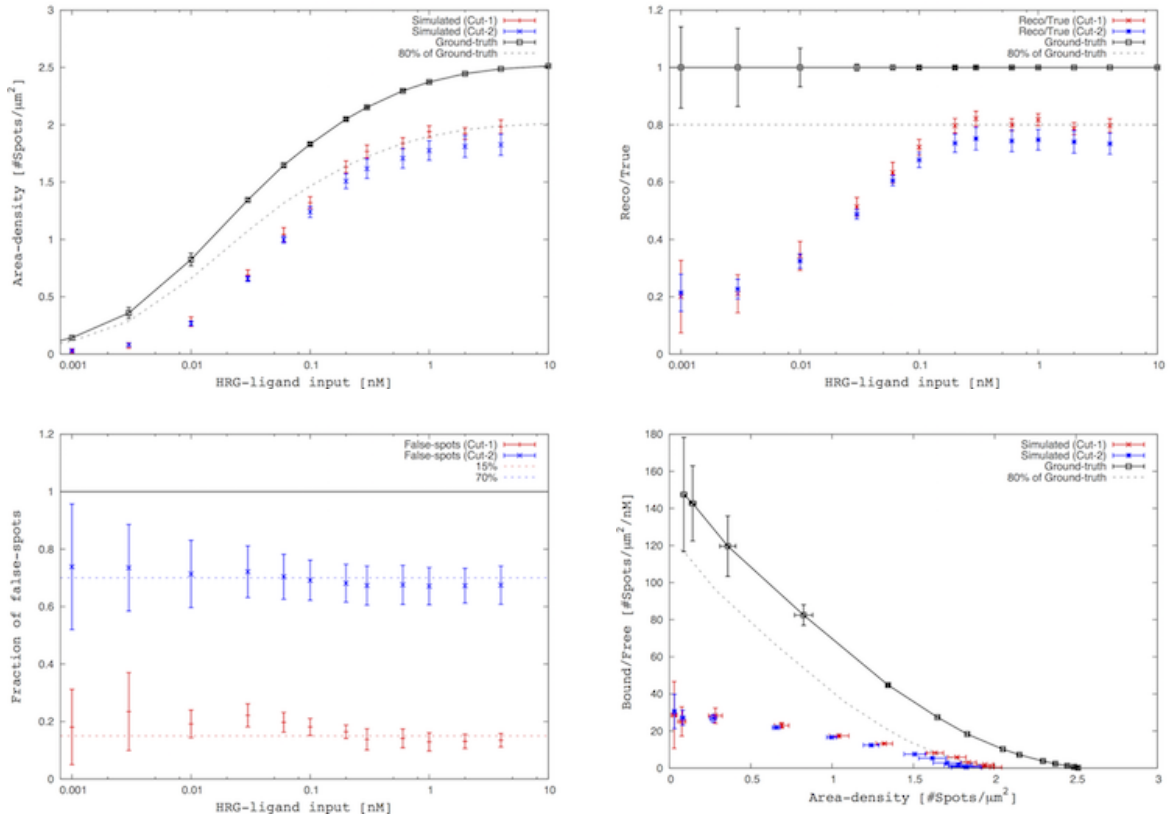 Simulated (Cut-1)
Simulated (Cut-2)
Ground-truth
80% of Ground-truth
Area-density [#Spots/μm²]
3
2.5
2
1.5
1
0.5
0
0.001 0.01 0.1 1 10
HRG-ligand input [nM]
Reco/True (Cut-1)
Reco/True (Cut-2)
Ground-truth
80% of Ground-truth
Reco/True
1.2
1
0.8
0.6
0.4
0.2
0
0.001 0.01 0.1 1 10
HRG-ligand input [nM]
False-spots (Cut-1)
False-spots (Cut-2)
15%
70%
Fraction of false-spots
1.2
1
0.8
0.6
0.4
0.2
0
0.001 0.01 0.1 1 10
HRG-ligand input [nM]
Simulated (Cut-1)
Simulated (Cut-2)
Ground-truth
80% of Ground-truth
Bound/Free [#Spots/μm²/nM]
180
160
140
120
100
80
60
40
20
0
0 0.5 1 1.5 2 2.5 3
Area-density [#Spots/μm²]